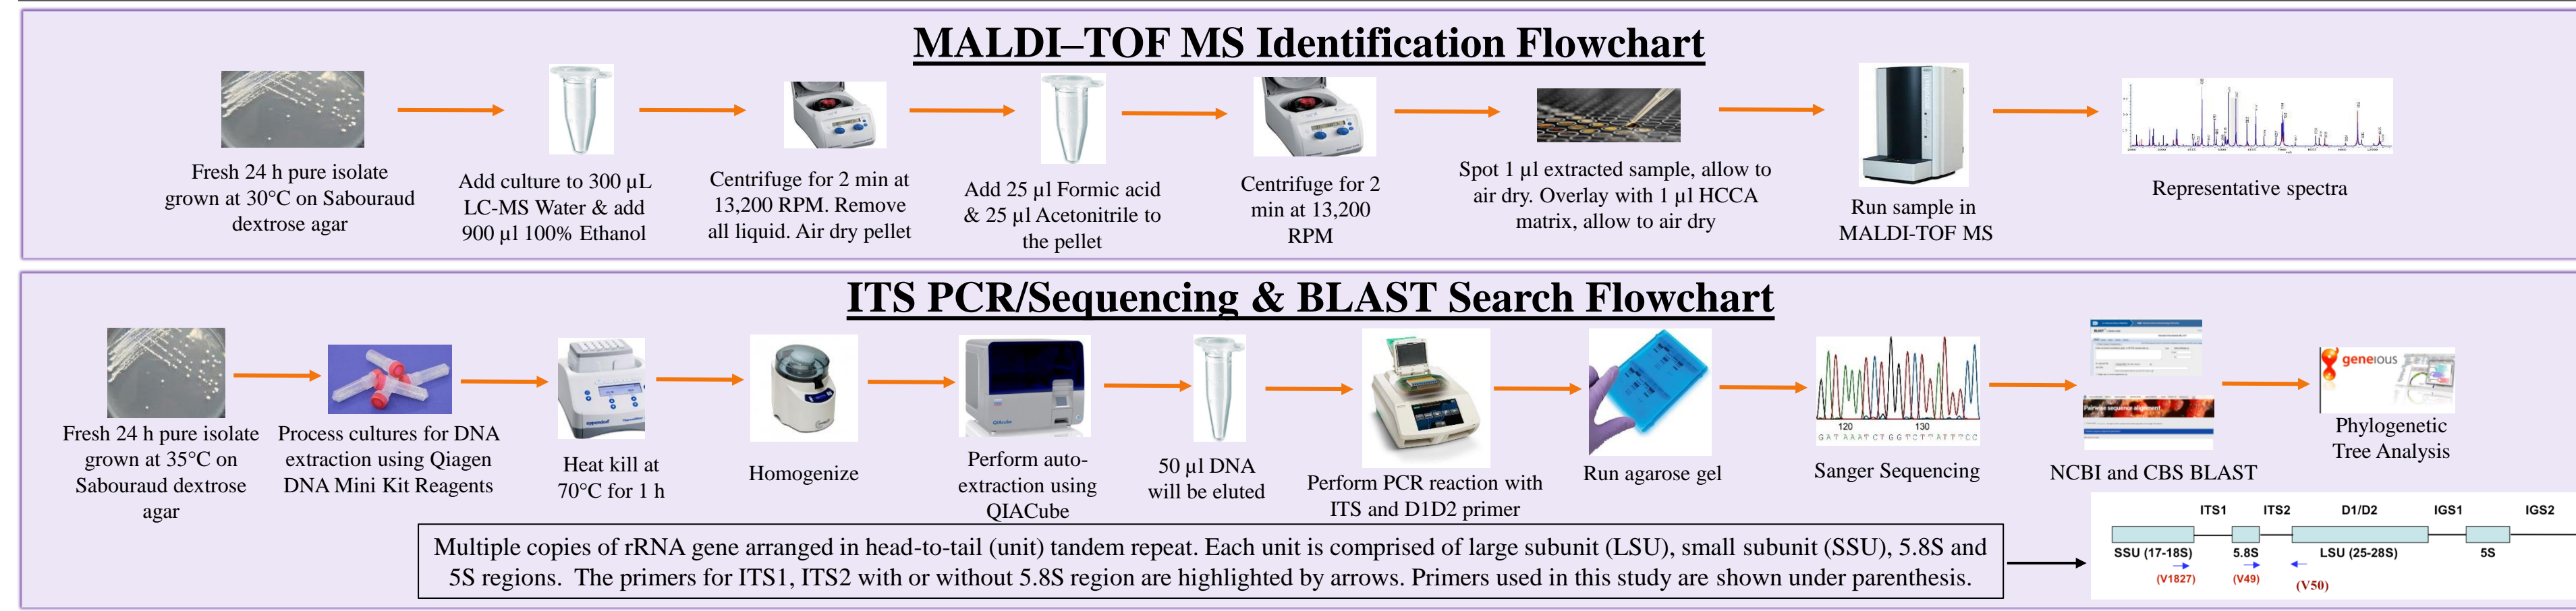 MALDI–TOF MS Identification Flowchart
Fresh 24 h pure isolate
grown at 30°C on Sabouraud
dextrose agar
Add culture to 300 µL
LC-MS Water & add
900 µl 100% Ethanol
Centrifuge for 2 min at
13,200 RPM. Remove
all liquid. Air dry pellet
Add 25 µl Formic acid
& 25 µl Acetonitrile to
the pellet
Centrifuge for 2
min at 13,200
RPM
Spot 1 µl extracted sample, allow to
air dry. Overlay with 1 µl HCCA
matrix, allow to air dry
Run sample in
MALDI-TOF MS
Representative spectra
ITS PCR/Sequencing & BLAST Search Flowchart
Fresh 24 h pure isolate
grown at 35°C on
Sabouraud dextrose
agar
Process cultures for DNA
extraction using Qiagen
DNA Mini Kit Reagents
eppendorf
Heat kill at
70°C for 1 h
Homogenize
Perform auto-
extraction using
QIACube
50 µl DNA
will be eluted
Perform PCR reaction with
ITS and D1D2 primer
Run agarose gel
120 130
GATAAATCTGGTCTTATTTCC
Sanger Sequencing
Pairwise sequence alignment
NCBI and CBS BLAST
geneious
Phylogenetic
Tree Analysis
Multiple copies of rRNA gene arranged in head-to-tail (unit) tandem repeat. Each unit is comprised of large subunit (LSU), small subunit (SSU), 5.8S and
5S regions. The primers for ITS1, ITS2 with or without 5.8S region are highlighted by arrows. Primers used in this study are shown under parenthesis.
ITS1 ITS2 D1/D2 IGS1 IGS2
SSU (17-18S) 5.8S LSU (25-28S) 5S
(V1827) (V49) (V50)